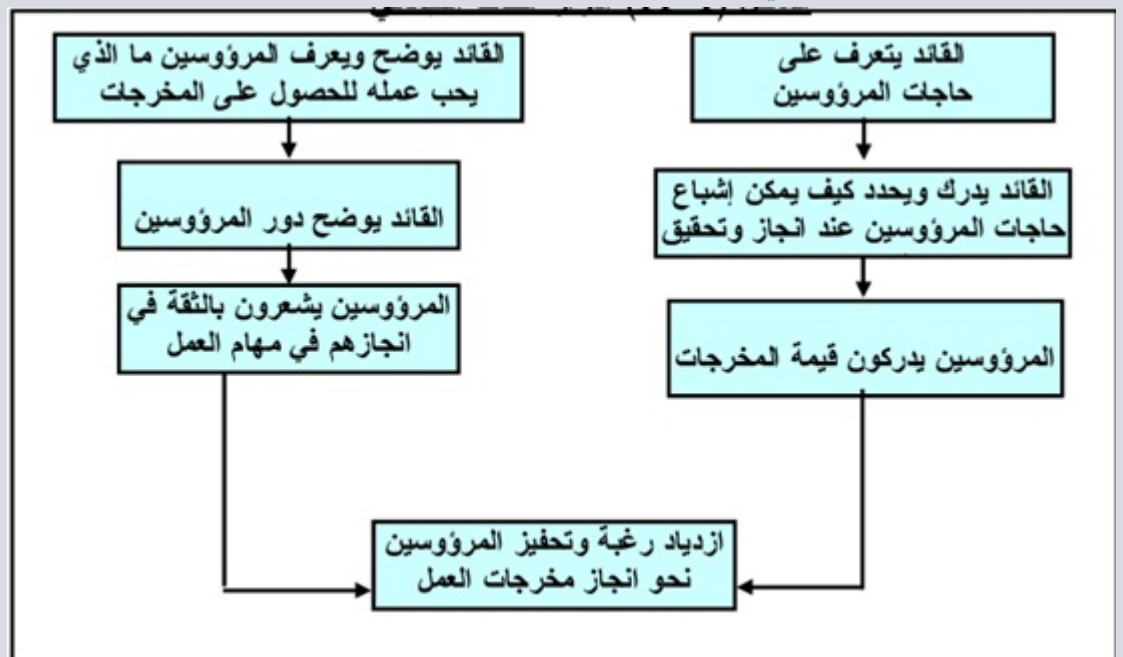 القائد يتعرف على
حاجات المرؤوسين
القائد يدرك ويحدد كيف يمكن إشباع
حاجات المرؤوسين عند انجاز وتحقيق
المرؤوسين يدركون قيمة المخرجات
القائد يوضح ويعرف المرؤوسين ما الذي
يحب عمله للحصول على المخرجات
القائد يوضح دور المرؤوسين
المرؤوسين يشعرون بالثقة في
انجازهم في مهام العمل
ازدياد رغبة وتحفيز المرؤوسين
نحو انجاز مخرجات العمل